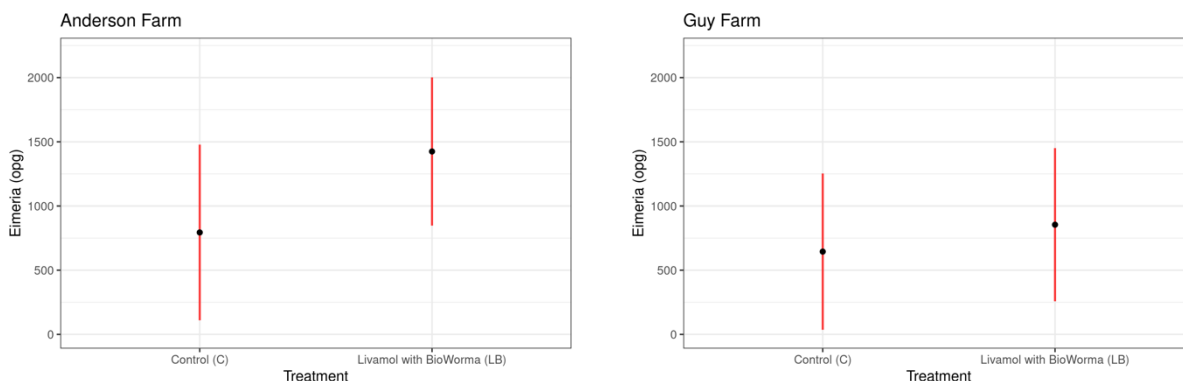 Anderson Farm
Eimeria (opg)
2000
1500
1000
500
0
Control (C)
Livamol with BioWorma (LB)
Treatment
Guy Farm
Eimeria (opg)
2000
1500
1000
500
0
Control (C)
Livamol with BioWorma (LB)
Treatment